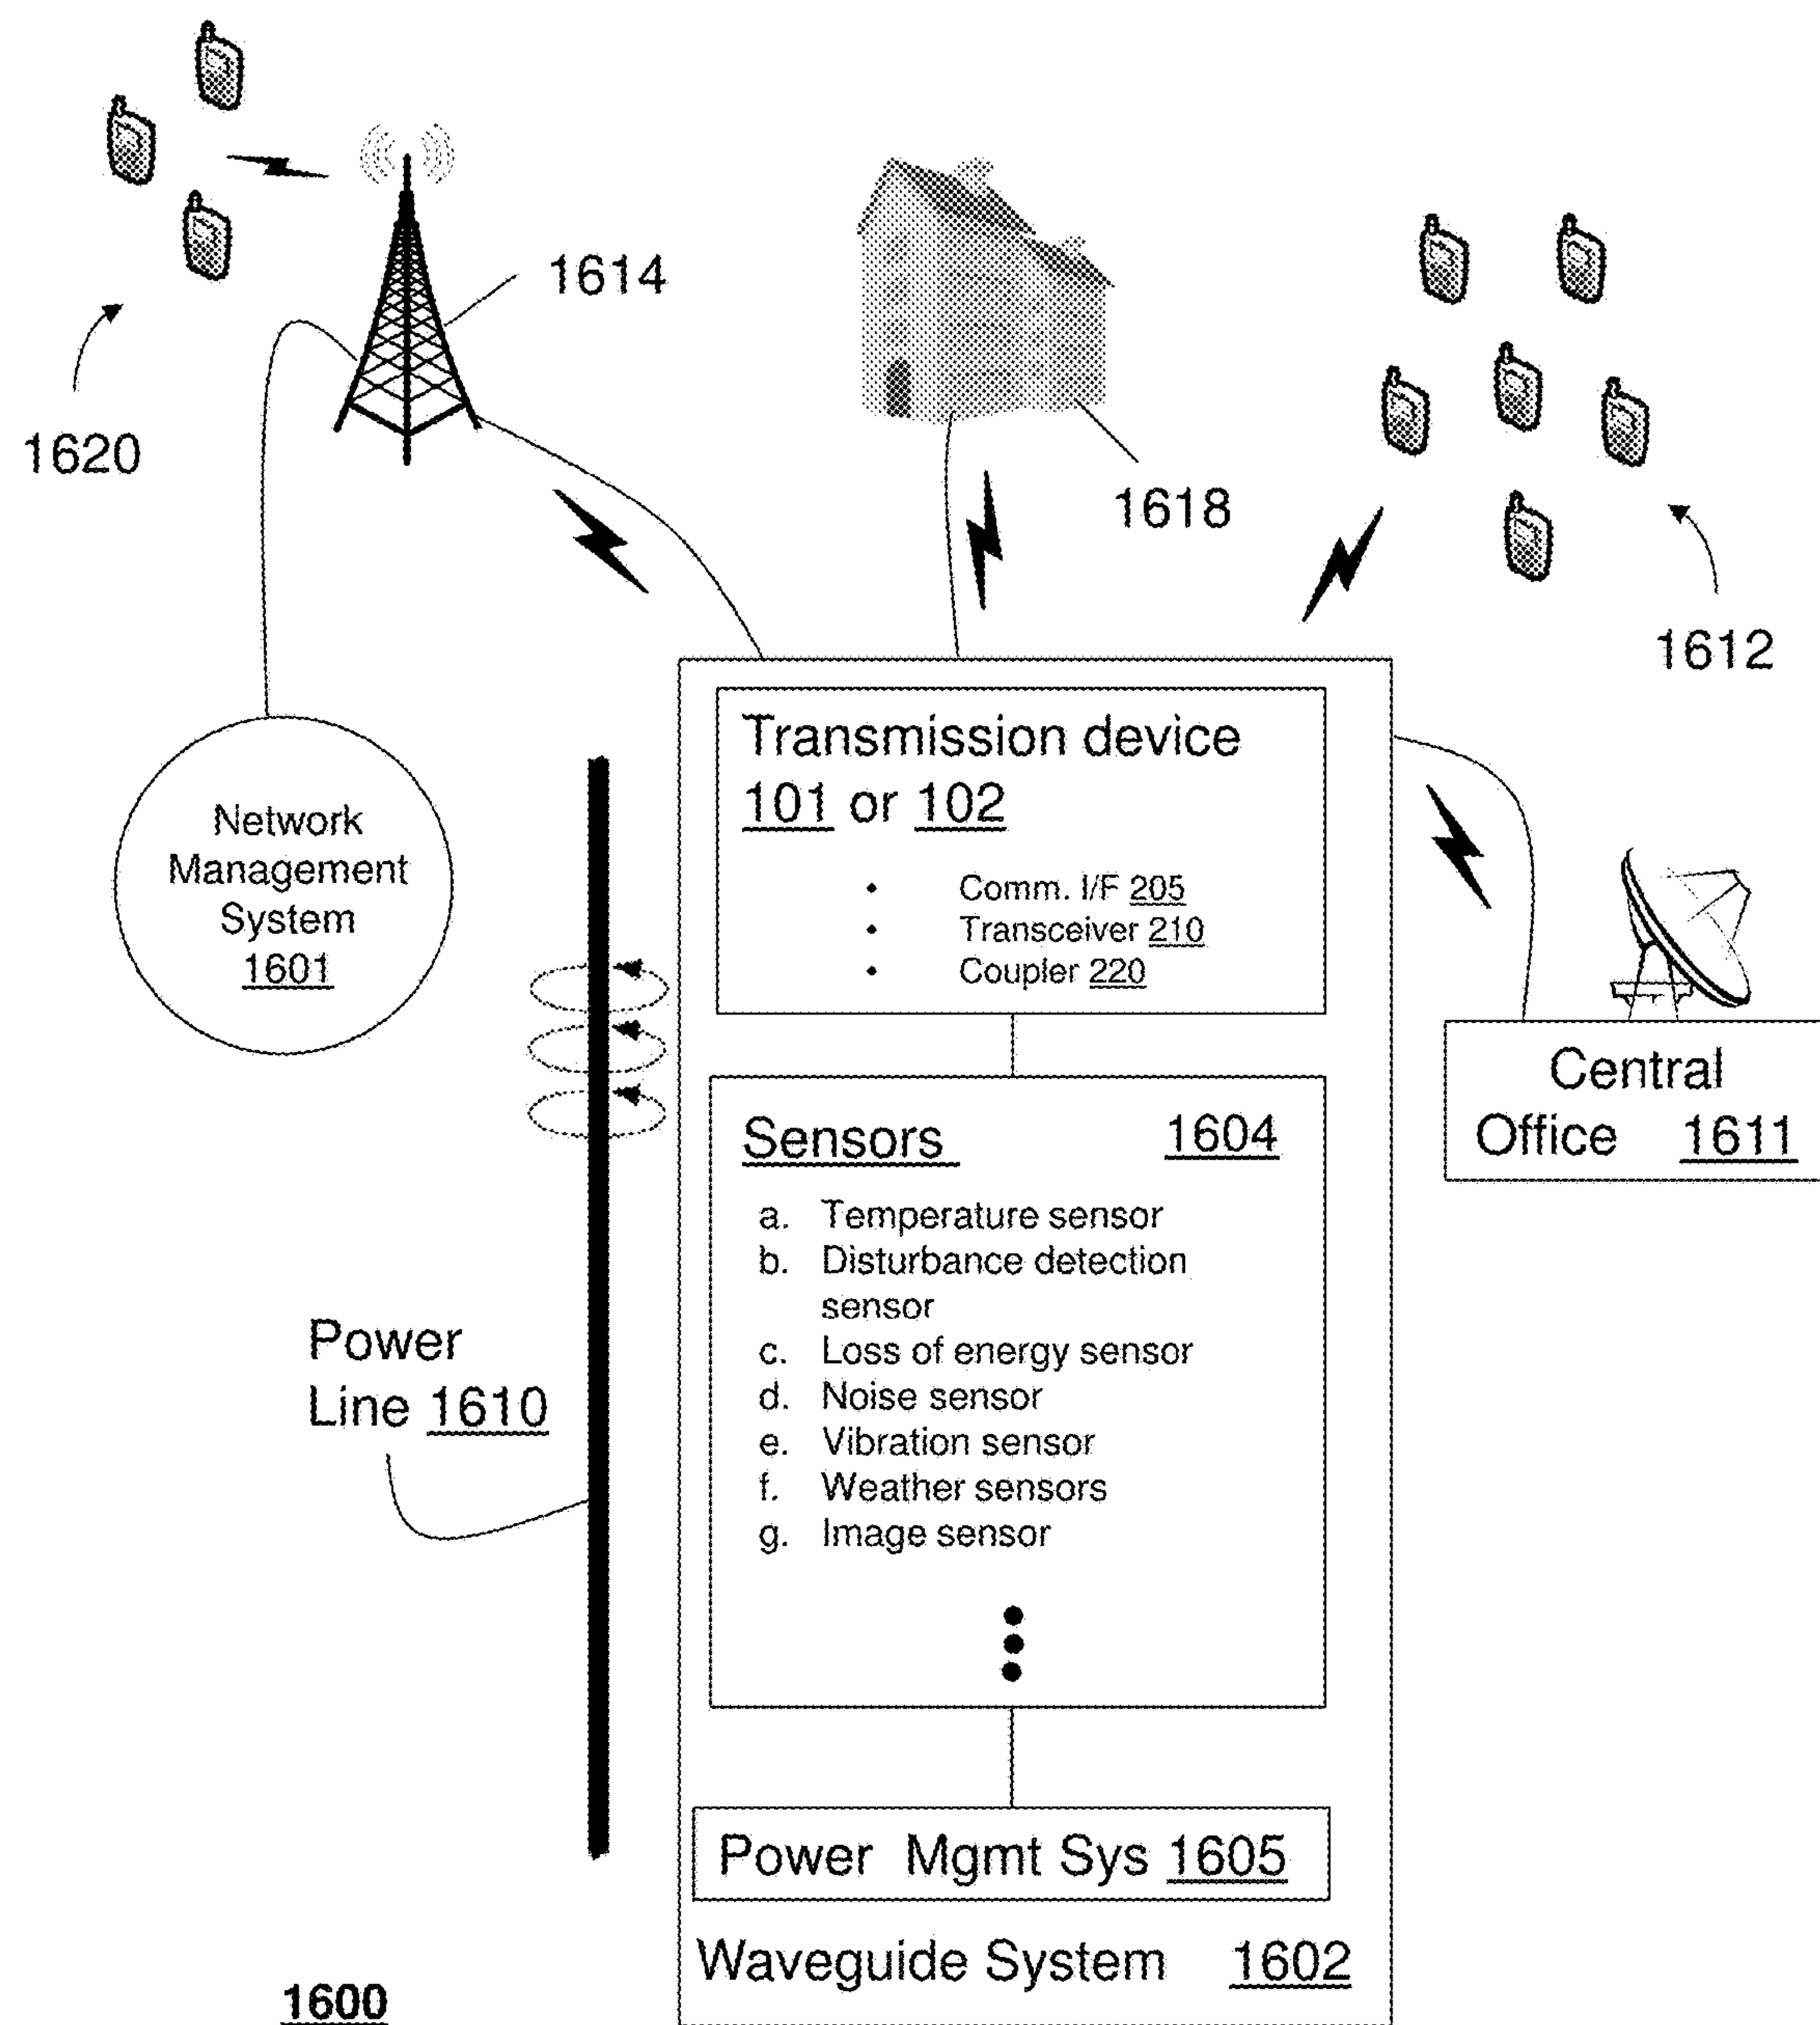 1614
1620
1618
1612
Transmission device
101 or 102
• Comm. I/F 205
• Transceiver 210
• Coupler 220
Network
Management
System
1601
Central
Office 1611
Sensors 1604
a. Temperature sensor
b. Disturbance detection
sensor
c. Loss of energy sensor
d. Noise sensor
e. Vibration sensor
f. Weather sensors
g. Image sensor
Power
Line 1610
Power Mgmt Sys 1605
Waveguide System 1602
1600